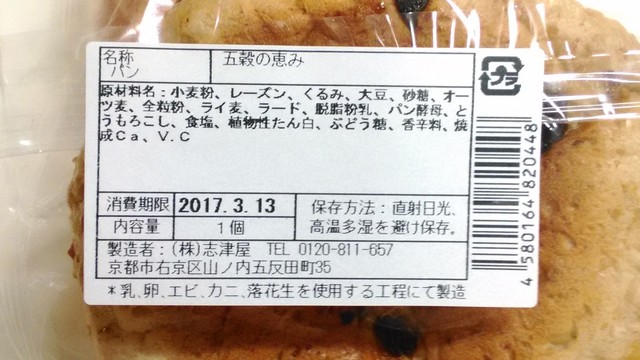 名称 五穀の恵み
パン
プラ
原材料名：小麦粉、レーズン、くるみ、大豆、砂糖、オー
ツ麦、全粒粉、ライ麦、ラード、脱脂粉乳、パン酵母、と
うもろこし、食塩、植物性たん白、ぶどう糖、香辛料、焼
成Ca、V.C
消費期限 2017.3.13 保存方法：直射日光、
内容量 1個 高温多湿を避け保存。
製造者：(株)志津屋 TEL 0120-811-657
京都市右京区山ノ内五反田町35
＊乳、卵、エビ、カニ、落花生を使用する工程にて製造
4 580164 820448